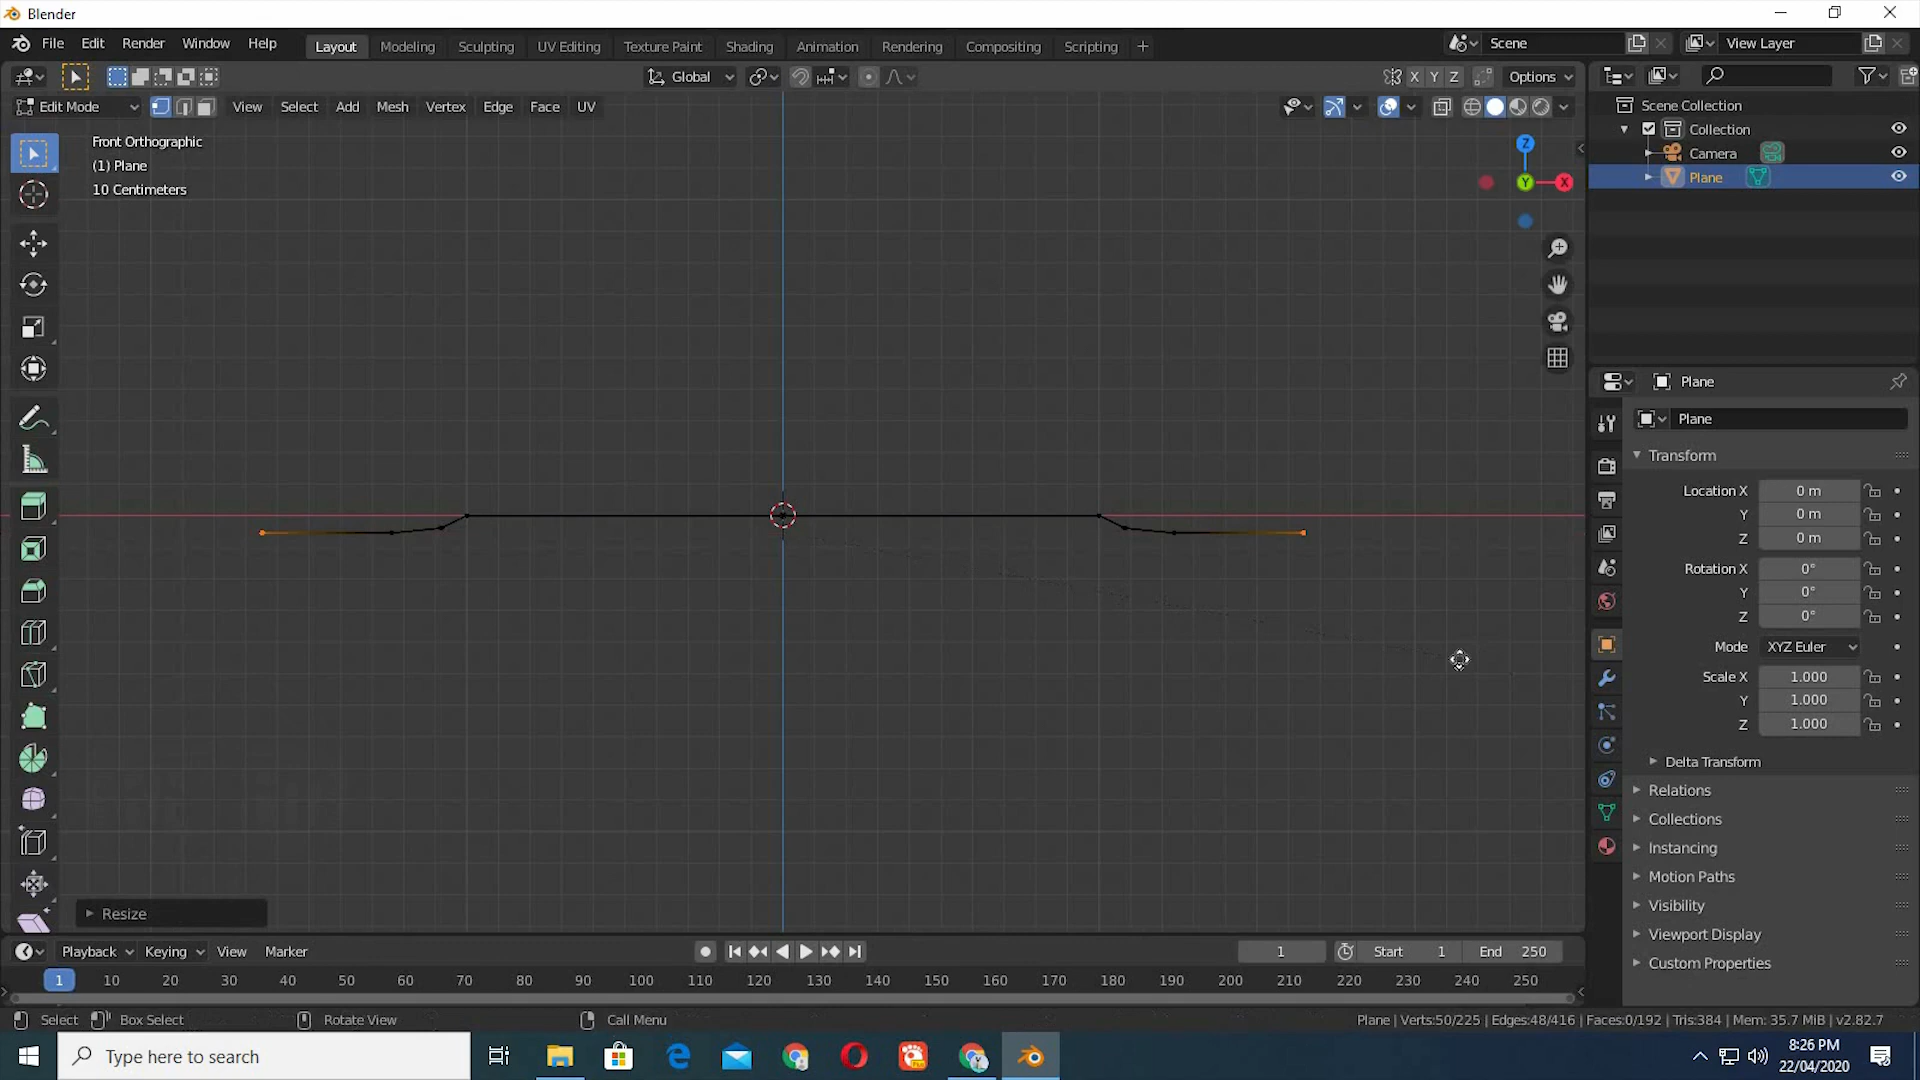 Blender
File Edit Render Window Help Layout Modeling Sculpting UV Editing Texture Paint Shading Animation Rendering Compositing Scripting + Scene View Layer
Global X Y Z Options
Edit Mode View Select Add Mesh Vertex Edge Face UV
Scene Collection
Collection
Camera
Plane
Front Orthographic
(1) Plane
10 Centimeters
Z
Y
X
Plane
Plane
Transform
Location X 0 m
Y 0 m
Z 0 m
Rotation X 0°
Y 0°
Z 0°
Mode XYZ Euler
Scale X 1.000
Y 1.000
Z 1.000
Delta Transform
Relations
Collections
Instancing
Motion Paths
Visibility
Viewport Display
Custom Properties
Resize
Playback Keying View Marker 1 Start 1 End 250
1 10 20 30 40 50 60 70 80 90 100 110 120 130 140 150 160 170 180 190 200 210 220 230 240 250
Select Box Select Rotate View Call Menu Plane | Verts:50/225 | Edges:48/416 | Faces:0/192 | Tris:384 | Mem: 35.7 MiB | v2.82.7
Type here to search
8:26 PM
22/04/2020